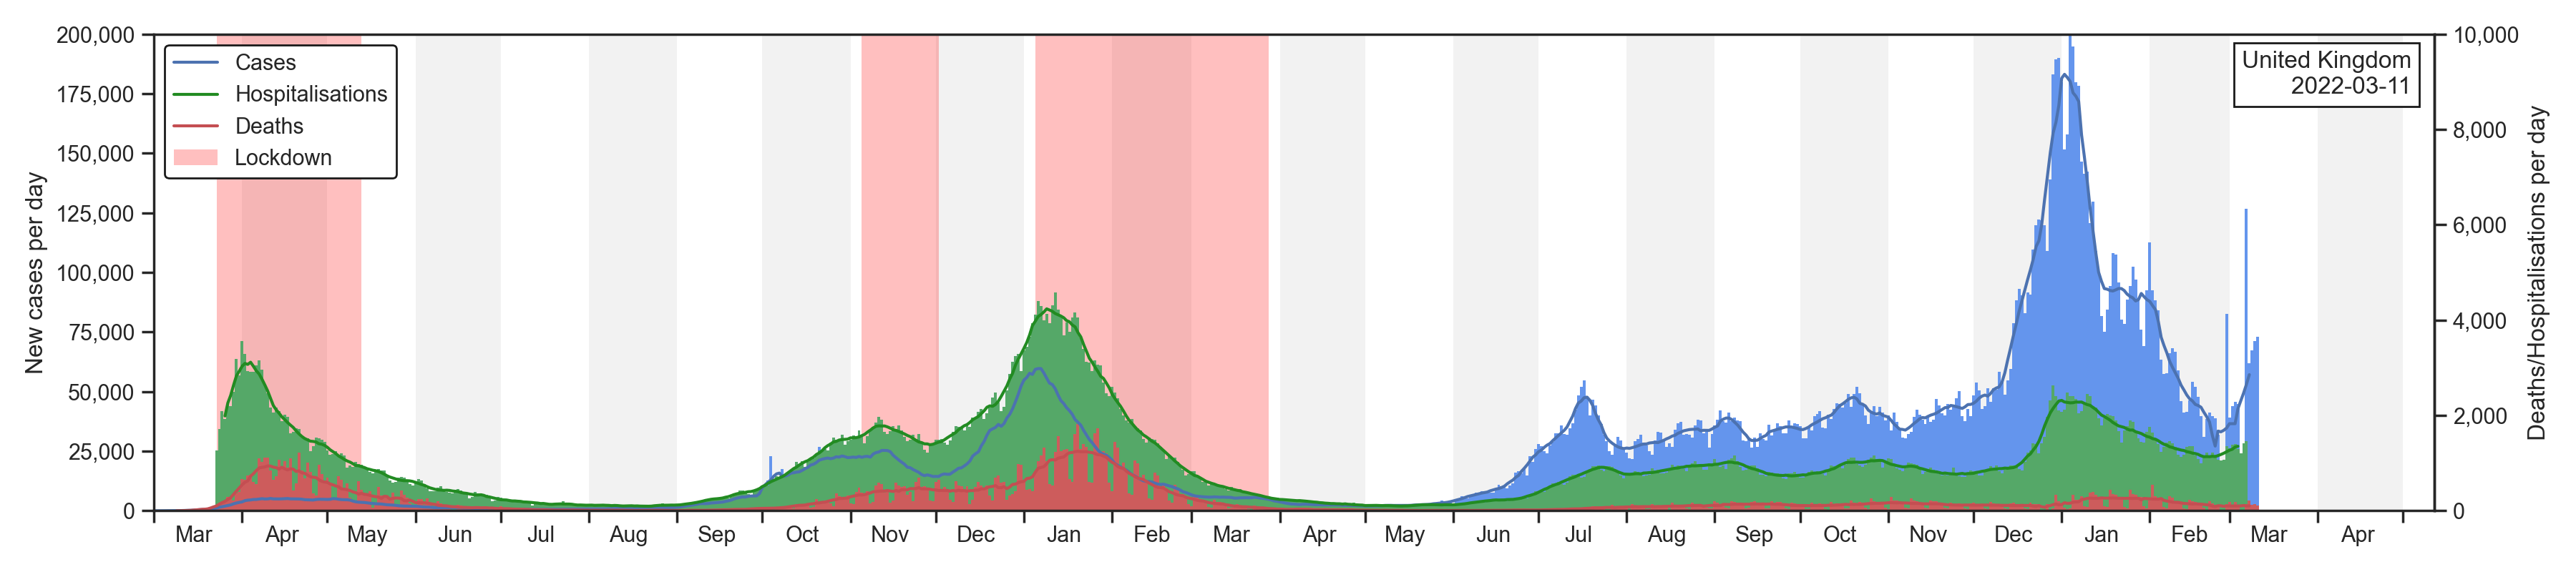 200,000
175,000
150,000
125,000
100,000
75,000
50,000
25,000
0
New cases per day
Cases
Hospitalisations
Deaths
Lockdown
United Kingdom
2022-03-11
10,000
8,000
6,000
4,000
2,000
0
Deaths/Hospitalisations per day
Mar Apr May Jun Jul Aug Sep Oct Nov Dec Jan Feb Mar Apr May Jun Jul Aug Sep Oct Nov Dec Jan Feb Mar Apr